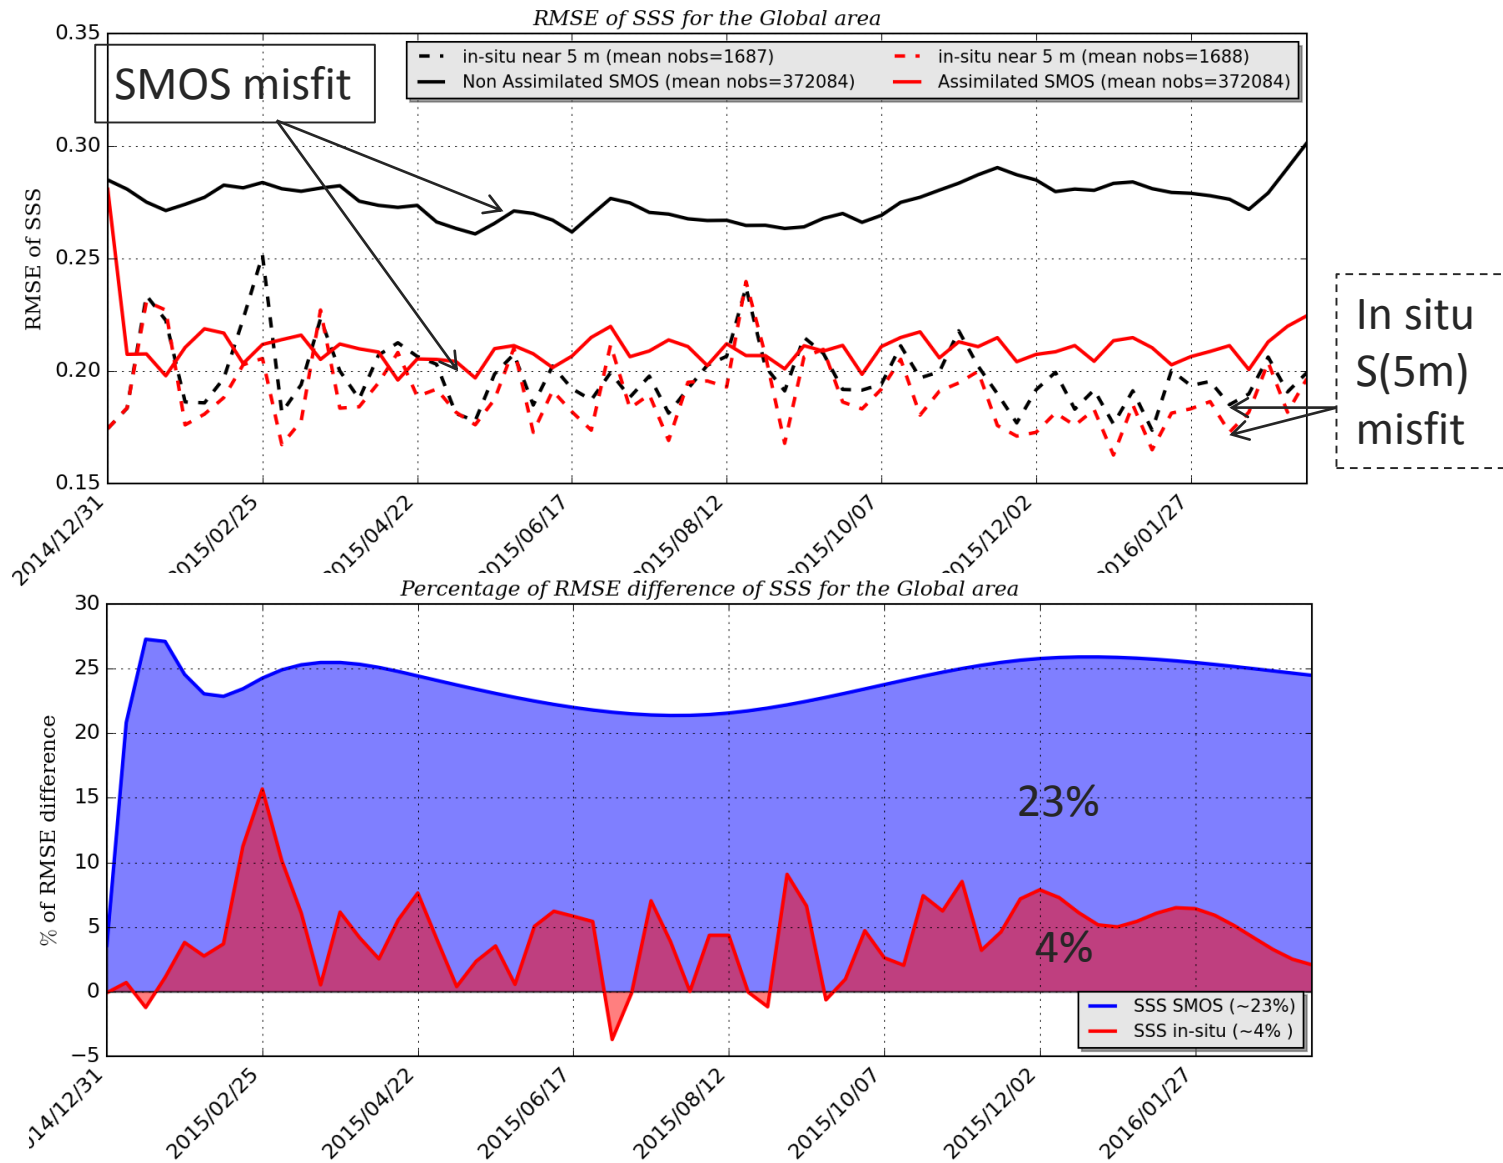 RMSE of SSS for the Global area
0.35
0.30
0.25
0.20
0.15
RMSE of SSS
SMOS misfit
in-situ near 5 m (mean nobs=1687)
Non Assimilated SMOS (mean nobs=372084)
in-situ near 5 m (mean nobs=1688)
Assimilated SMOS (mean nobs=372084)
In situ
S(5m)
misfit
2014/12/31
2015/02/25
2015/04/22
2015/06/17
2015/08/12
2015/10/07
2015/12/02
2016/01/27
Percentage of RMSE difference of SSS for the Global area
30
25
20
15
10
5
0
−5
% of RMSE difference
23%
4%
SSS SMOS (~23%)
SSS in-situ (~4% )
14/12/31
2015/02/25
2015/04/22
2015/06/17
2015/08/12
2015/10/07
2015/12/02
2016/01/27